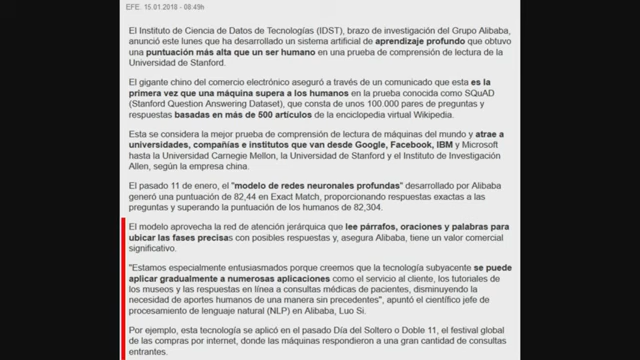 EFE. 15.01.2018 - 08:49h
El Instituto de Ciencia de Datos de Tecnologías (IDST), brazo de investigación del Grupo Alibaba,
anunció este lunes que ha desarrollado un sistema artificial de aprendizaje profundo que obtuvo
una puntuación más alta que un ser humano en una prueba de comprensión de lectura de la
Universidad de Stanford.
El gigante chino del comercio electrónico aseguró a través de un comunicado que esta es la
primera vez que una máquina supera a los humanos en la prueba conocida como SQuAD
(Stanford Question Answering Dataset), que consta de unos 100.000 pares de preguntas y
respuestas basadas en más de 500 artículos de la enciclopedia virtual Wikipedia.
Esta se considera la mejor prueba de comprensión de lectura de máquinas del mundo y atrae a
universidades, compañías e institutos que van desde Google, Facebook, IBM y Microsoft
hasta la Universidad Carnegie Mellon, la Universidad de Stanford y el Instituto de Investigación
Allen, según la empresa china.
El pasado 11 de enero, el "modelo de redes neuronales profundas" desarrollado por Alibaba
generó una puntuación de 82,44 en Exact Match, proporcionando respuestas exactas a las
preguntas y superando la puntuación de los humanos de 82,304.
El modelo aprovecha la red de atención jerárquica que lee párrafos, oraciones y palabras para
ubicar las fases precisas con posibles respuestas y, asegura Alibaba, tiene un valor comercial
significativo.
"Estamos especialmente entusiasmados porque creemos que la tecnología subyacente se puede
aplicar gradualmente a numerosas aplicaciones como el servicio al cliente, los tutoriales de
los museos y las respuestas en línea a consultas médicas de pacientes, disminuyendo la
necesidad de aportes humanos de una manera sin precedentes", apuntó el científico jefe de
procesamiento de lenguaje natural (NLP) en Alibaba, Luo Si.
Por ejemplo, esta tecnología se aplicó en el pasado Día del Soltero o Doble 11, el festival global
de las compras por internet, donde las máquinas respondieron a una gran cantidad de consultas
entrantes.